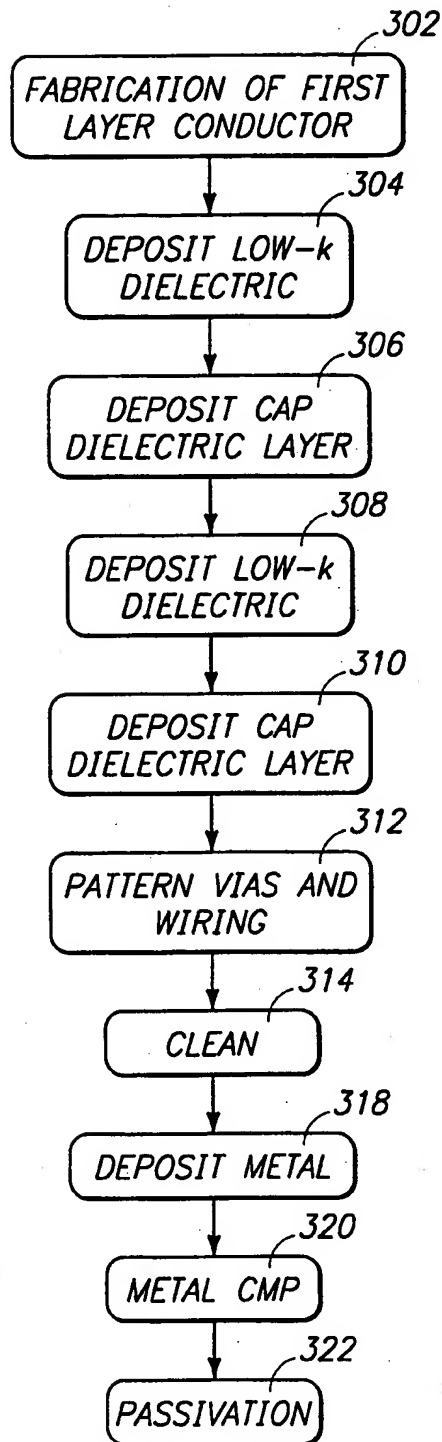 302
FABRICATION OF FIRST
LAYER CONDUCTOR
304
DEPOSIT LOW-k
DIELECTRIC
306
DEPOSIT CAP
DIELECTRIC LAYER
308
DEPOSIT LOW-k
DIELECTRIC
310
DEPOSIT CAP
DIELECTRIC LAYER
312
PATTERN VIAS AND
WIRING
314
CLEAN
318
DEPOSIT METAL
320
METAL CMP
322
PASSIVATION